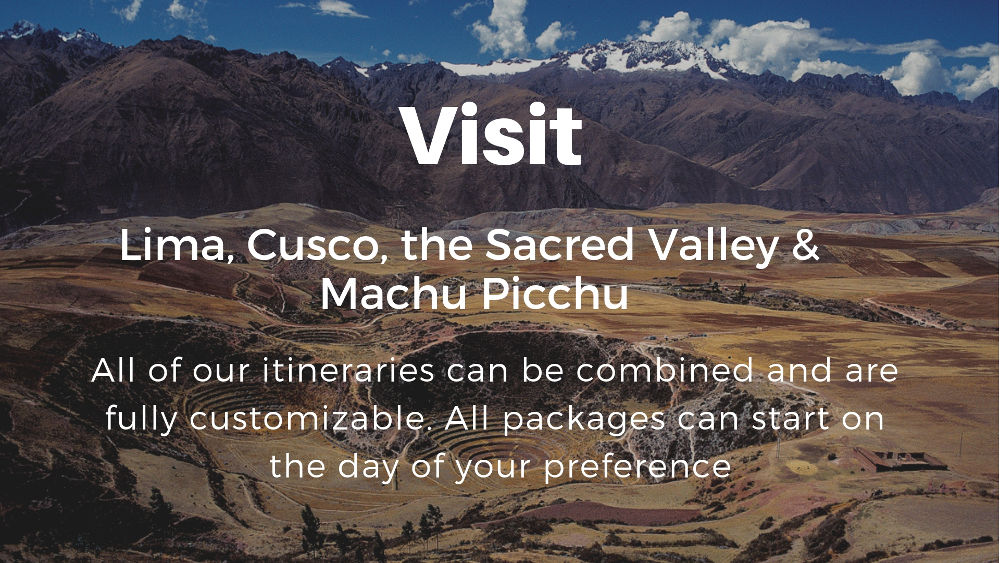 Visit
Lima, Cusco, the Sacred Valley &
Machu Picchu
All of our itineraries can be combined and are
fully customizable. All packages can start on
the day of your preference